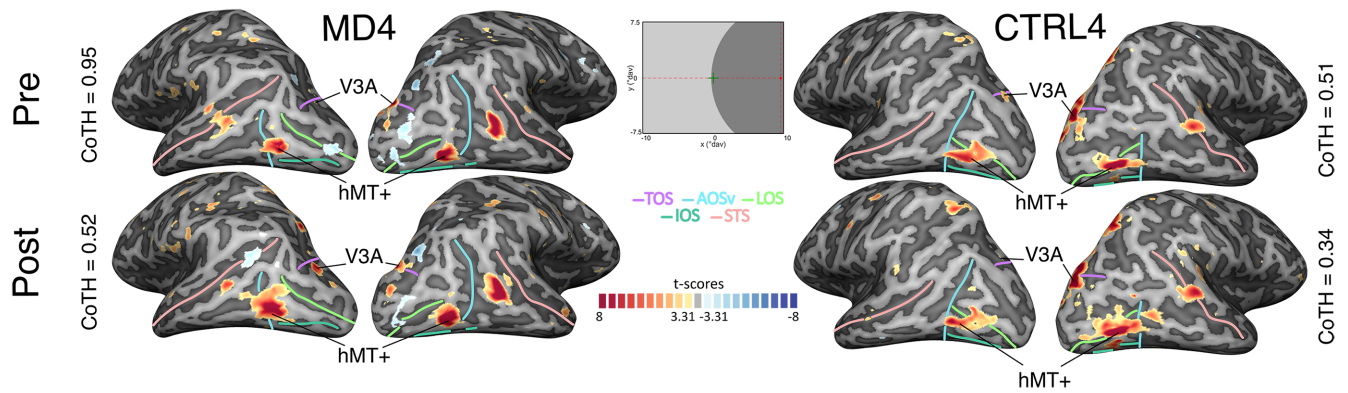 MD4
CTRL4
Pre
CoTH = 0.95
V3A
hMT+
7.5
y (°dav)
0
-7.5
-10
0
10
x (°dav)
V3A
hMT+
CoTH = 0.51
TOS AOSv LOS
IOS STS
Post
CoTH = 0.52
V3A
hMT+
t-scores
8 3.31 -3.31 -8
V3A
hMT+
CoTH = 0.34